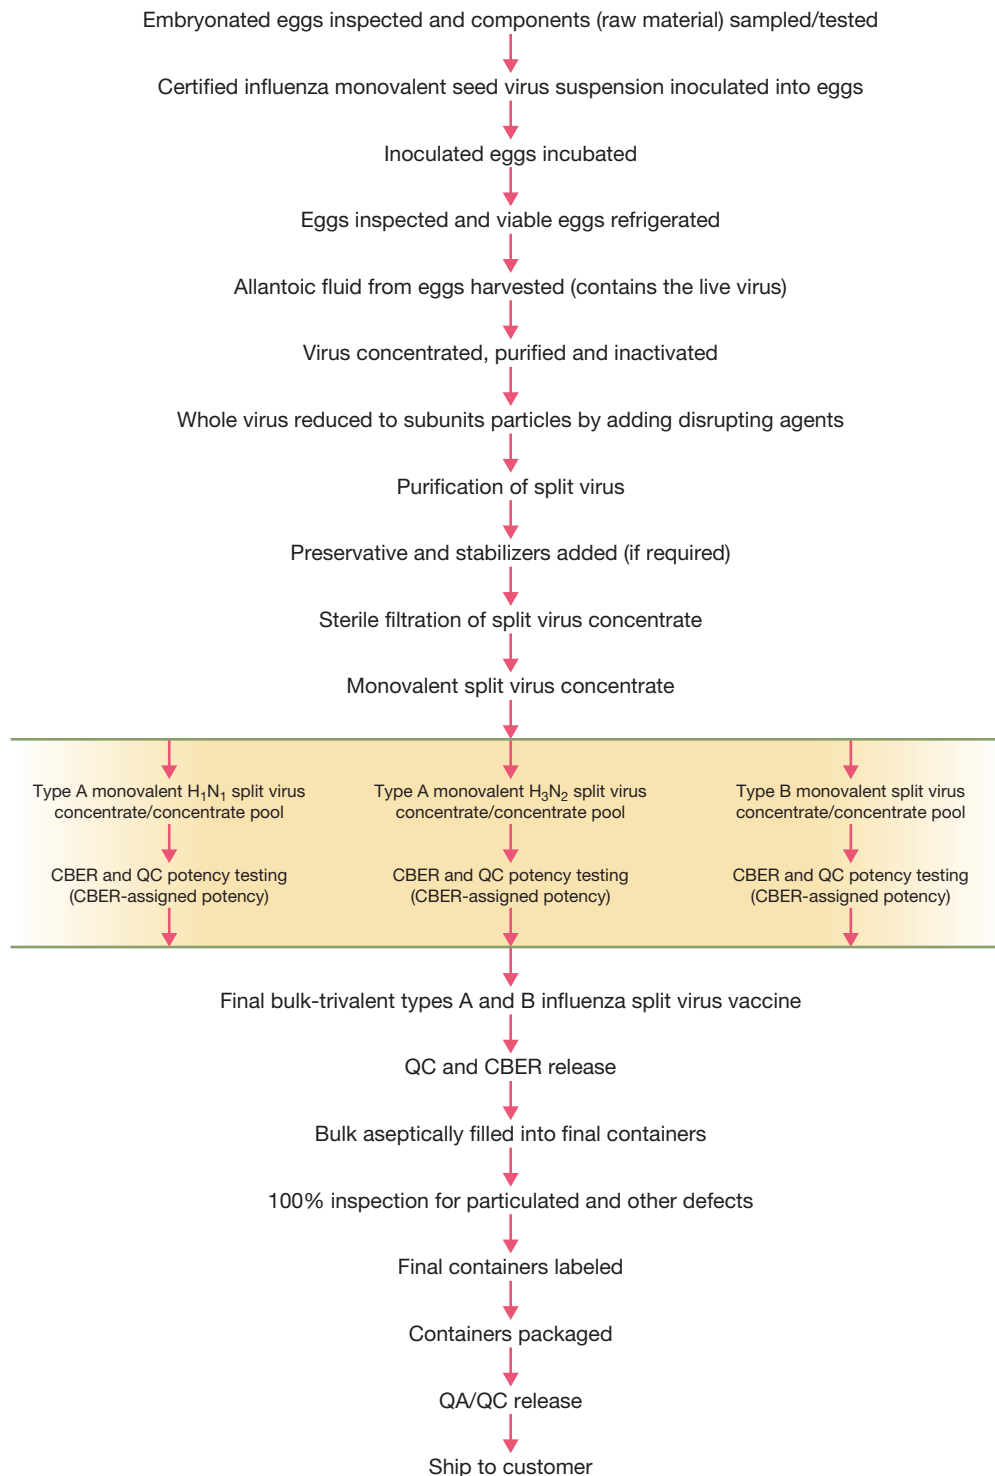 Embryonated eggs inspected and components (raw material) sampled/tested
Certified influenza monovalent seed virus suspension inoculated into eggs
Inoculated eggs incubated
Eggs inspected and viable eggs refrigerated
Allantoic fluid from eggs harvested (contains the live virus)
Virus concentrated, purified and inactivated
Whole virus reduced to subunits particles by adding disrupting agents
Purification of split virus
Preservative and stabilizers added (if required)
Sterile filtration of split virus concentrate
Monovalent split virus concentrate
Type A monovalent H₁N₁ split virus
concentrate/concentrate pool
CBER and QC potency testing
(CBER-assigned potency)
Type A monovalent H₃N₂ split virus
concentrate/concentrate pool
CBER and QC potency testing
(CBER-assigned potency)
Type B monovalent split virus
concentrate/concentrate pool
CBER and QC potency testing
(CBER-assigned potency)
Final bulk-trivalent types A and B influenza split virus vaccine
QC and CBER release
Bulk aseptically filled into final containers
100% inspection for particulated and other defects
Final containers labeled
Containers packaged
QA/QC release
Ship to customer